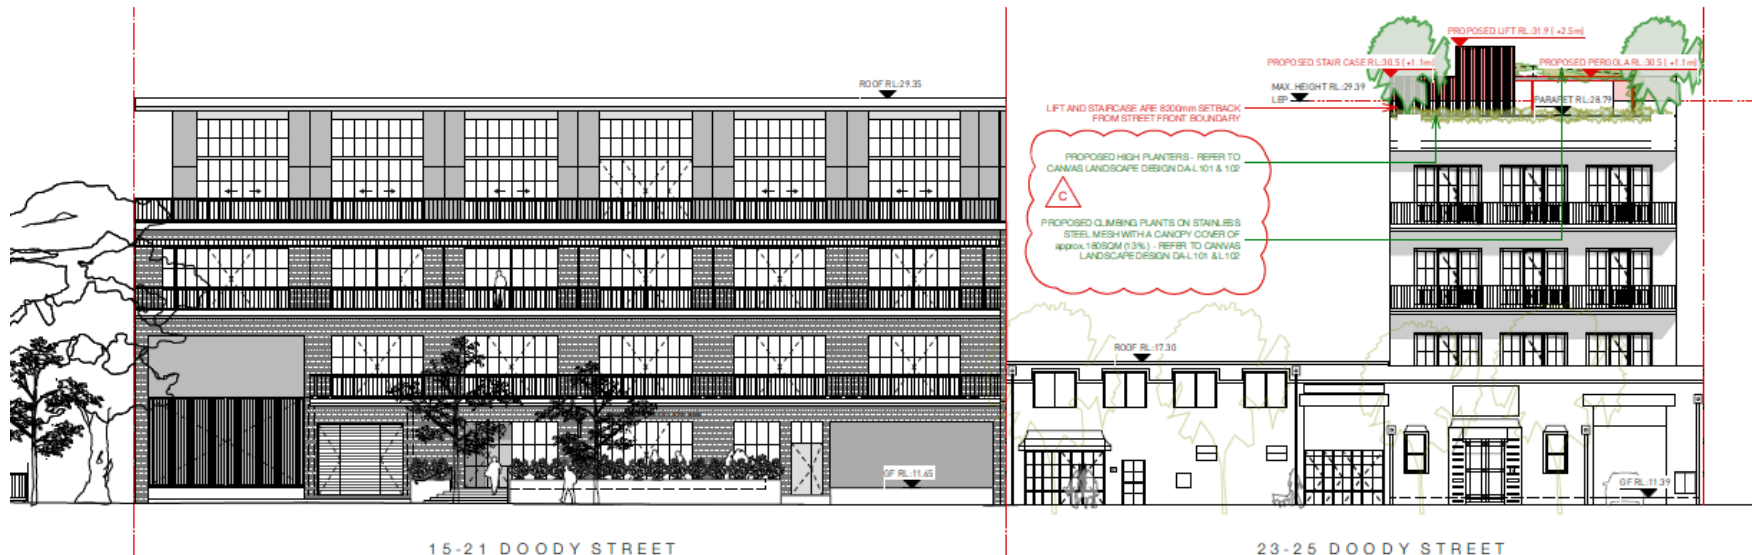 PROPOSED LIFT RL:31.9 ( +2.5m)
PROPOSED STAIR CASE RL:30.5 ( +1.1m)
PROPOSED PERGOLA RL:30.5 ( +1.1m)
ROOF RL:29.35
MAX. HEIGHT RL:29.39
LEP
PARAPET RL:28.79
LIFT AND STAIRCASE ARE 8200mm SETBACK
FROM STREET FRONT BOUNDARY
PROPOSED HIGH PLANTERS - REFER TO
CANVAS LANDSCAPE DESIGN DA-L101 & 102
C
PROPOSED CLIMBING PLANTS ON STAINLESS
STEEL MESH WITH A CANOPY COVER OF
approx.180SQM (13%) - REFER TO CANVAS
LANDSCAPE DESIGN DA-L101 & L102
ROOF RL:17.30
GF RL:11.65
GF RL:11.39
15-21 DOODY STREET
23-25 DOODY STREET